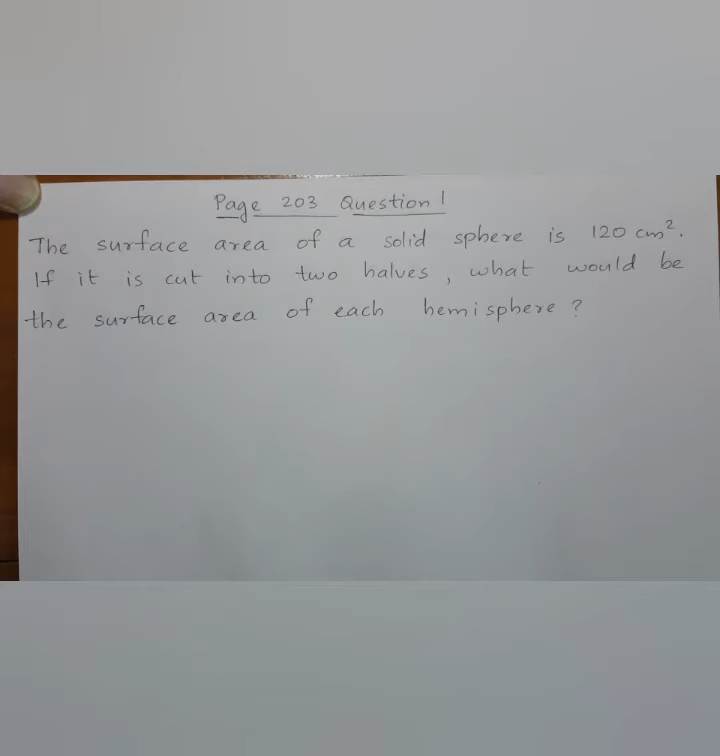 Page 203 Question 1
The surface area of a solid sphere is 120 cm².
If it is cut into two halves, what would be
the surface area of each hemisphere?